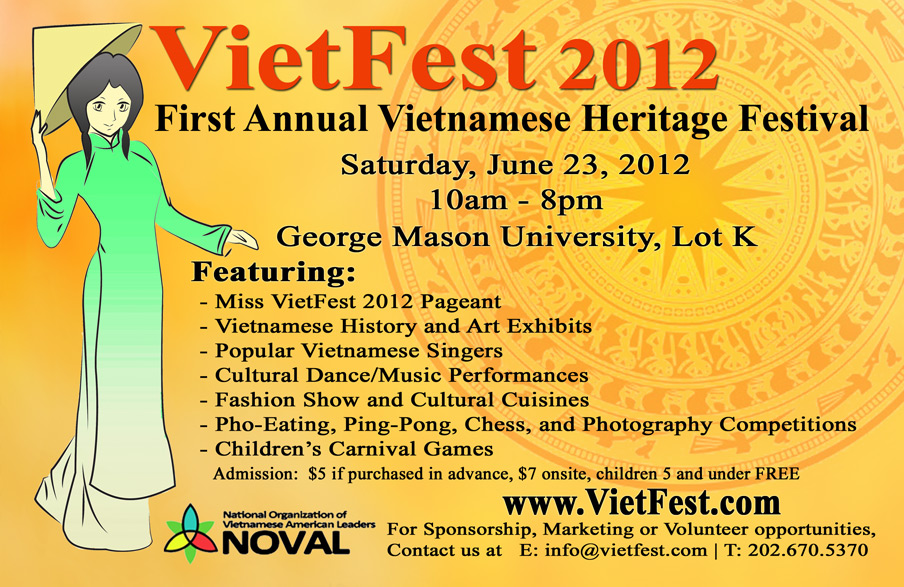 VietFest 2012
First Annual Vietnamese Heritage Festival
Saturday, June 23, 2012
10am - 8pm
George Mason University, Lot K
Featuring:
- Miss VietFest 2012 Pageant
- Vietnamese History and Art Exhibits
- Popular Vietnamese Singers
- Cultural Dance/Music Performances
- Fashion Show and Cultural Cuisines
- Pho-Eating, Ping-Pong, Chess, and Photography Competitions
- Children's Carnival Games
Admission: $5 if purchased in advance, $7 onsite, children 5 and under FREE
www.VietFest.com
National Organization of
Vietnamese American Leaders
NOVAL
For Sponsorship, Marketing or Volunteer opportunities,
Contact us at E: info@vietfest.com | T: 202.670.5370